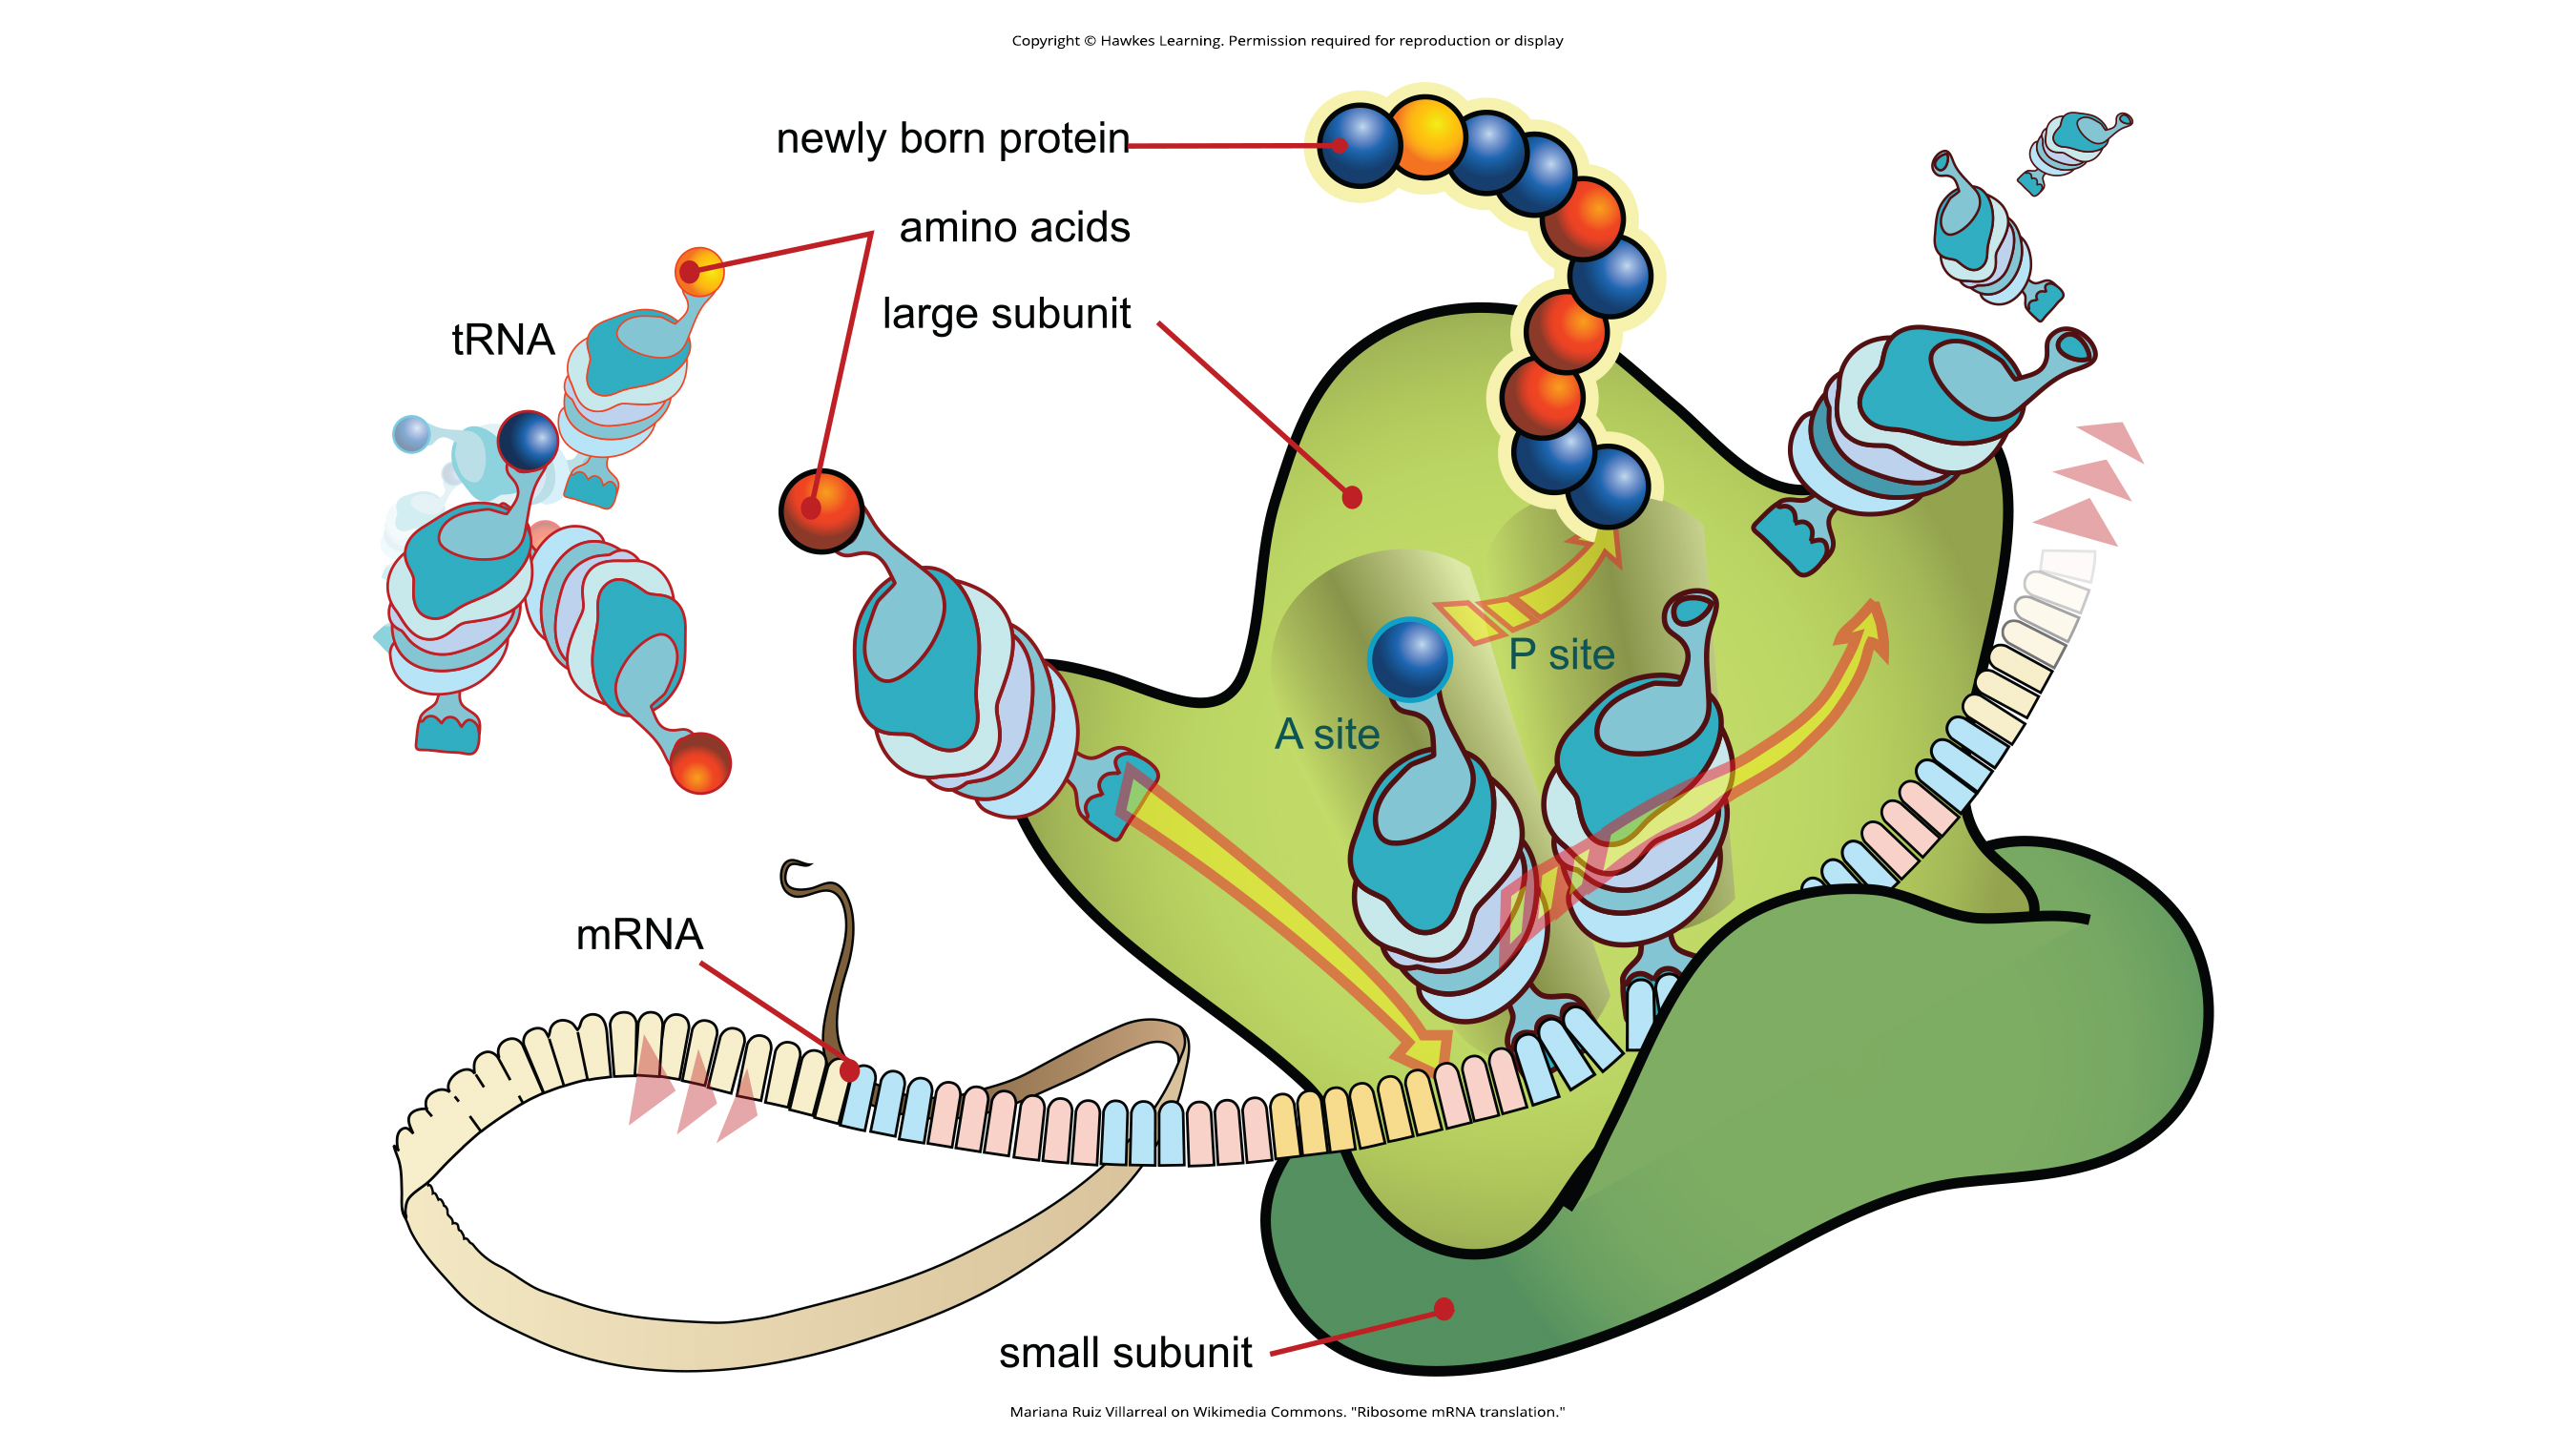 Copyright © Hawkes Learning. Permission required for reproduction or display
newly born protein
amino acids
large subunit
tRNA
P site
A site
mRNA
small subunit
Mariana Ruiz Villarreal on Wikimedia Commons. "Ribosome mRNA translation."